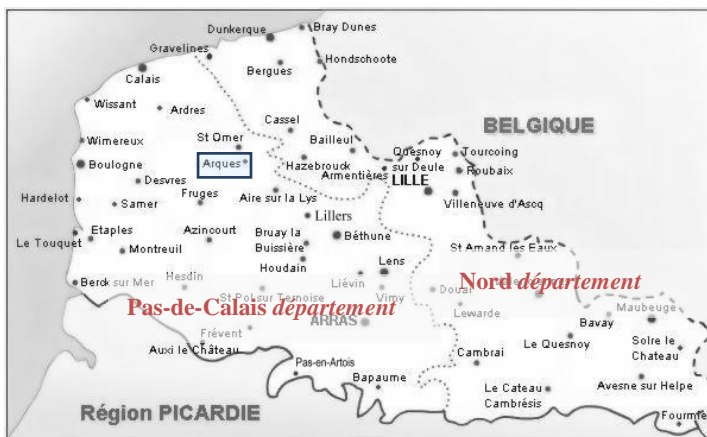 Bray Dunes
Dunkerque
Gravelines
Hondschoote
Bergues
Calais
Wissant
Ardres
Cassel
BELGIQUE
Wimereux
St Omer
Bailleul
Quesnoy
sur Deule
Tourcoing
Boulogne
Arques
Hazebrouck
Armentières
LILLE
Roubaix
Desvres
Hardelot
Samer
Fruges
Aire sur la Lys
Villeneuve d'Ascq
Lillers
Etaples
Azincourt
Bruay la
Buissière
Béthune
Le Touquet
Montreuil
St Amand les Eaux
Houdain
Lens
Berck sur Mer
Hesdin
St Pol sur Ternoise
Liévin
Vimy
Douai
Nord département
Pas-de-Calais département
Lewarde
Maubeuge
Bavay
ARRAS
Frévent
Auxi le Château
Le Quesnoy
Solre le
Chateau
Cambrai
Pas-en-Artois
Bapaume
Le Cateau
Cambrésis
Avesne sur Helpe
Région PICARDIE
Fourmie